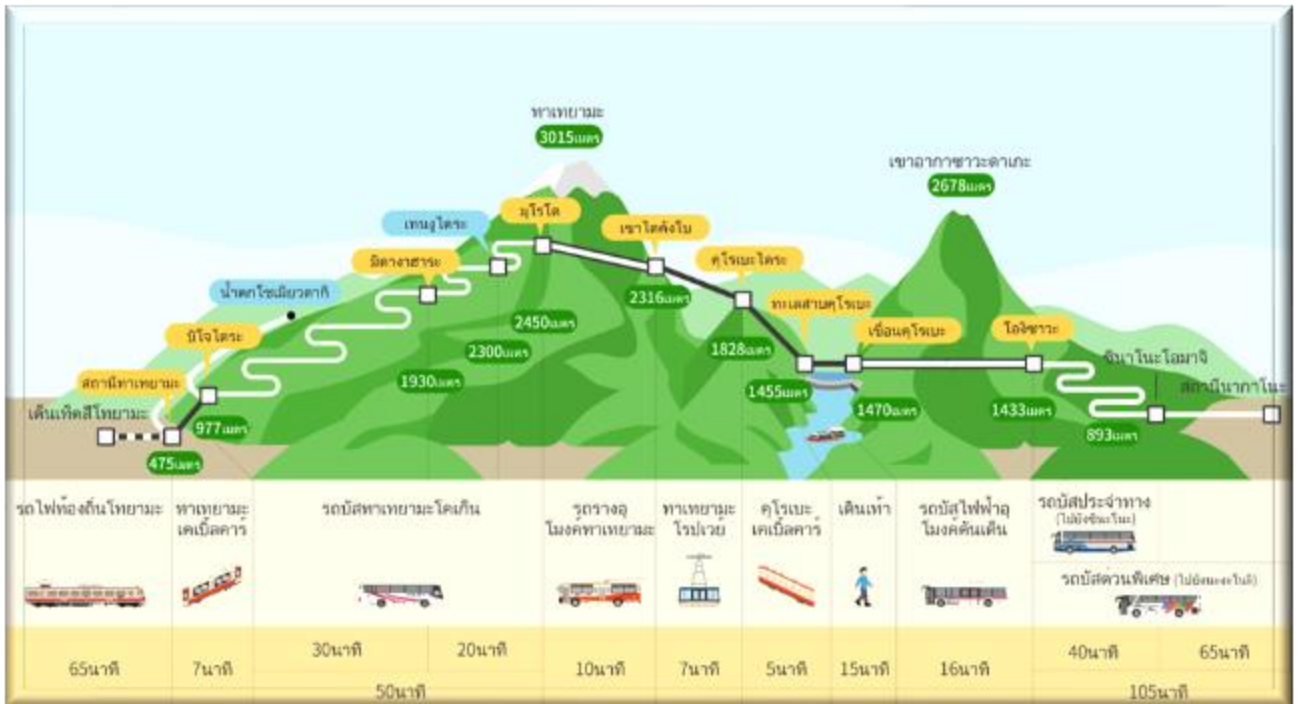 ทาเทยามะ
3015เมตร
เขาอากาซาวะดาเกะ
2678เมตร
มุโรโด
เทนงูไดระ
เขาไดคังโบ
มิดางาฮาระ
คุโรเบะไดระ
น้ำตกโชเมียวดากิ
2316เมตร
ทะเลสาบคุโรเบะ
2450เมตร
บิโจไดระ
เขื่อนคุโรเบะ
โอกิซาวะ
1828เมตร
2300เมตร
ชินาโนะโอมาจิ
สถานีทาเทยามะ
1930เมตร
สถานีนากาโนะ
1455เมตร
เด็นเท็ตสึโทยามะ
1470เมตร
1433เมตร
977เมตร
893เมตร
475เมตร
รถไฟท้องถิ่นโทยามะ
ทาเทยามะ
เคเบิ้ลคาร์
รถบัสทาเทยามะโคเก็น
รถรางอุ
โมงค์ทาเทยามะ
ทาเทยามะ
โรปเวย์
คุโรเบะ
เคเบิ้ลคาร์
เดินเท้า
รถบัสไฟฟ้าอุ
โมงค์คันเด็น
รถบัสประจำทาง
(ไปยังชินะโนะ)
รถบัสด่วนพิเศษ
65นาที
7นาที
30นาที
20นาที
50นาที
10นาที
7นาที
5นาที
15นาที
16นาที
40นาที
65นาที
105นาที